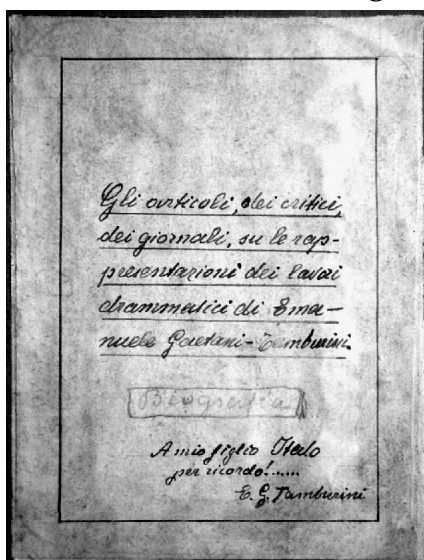 Gli articoli, dei critici,
dei giornali, su le rap-
presentazioni dei lavori
drammatici di Ema-
nuele Gaetani-Tamburini.
Biografia
A mio figlio Italo
per ricordo!......
E. G. Tamburini